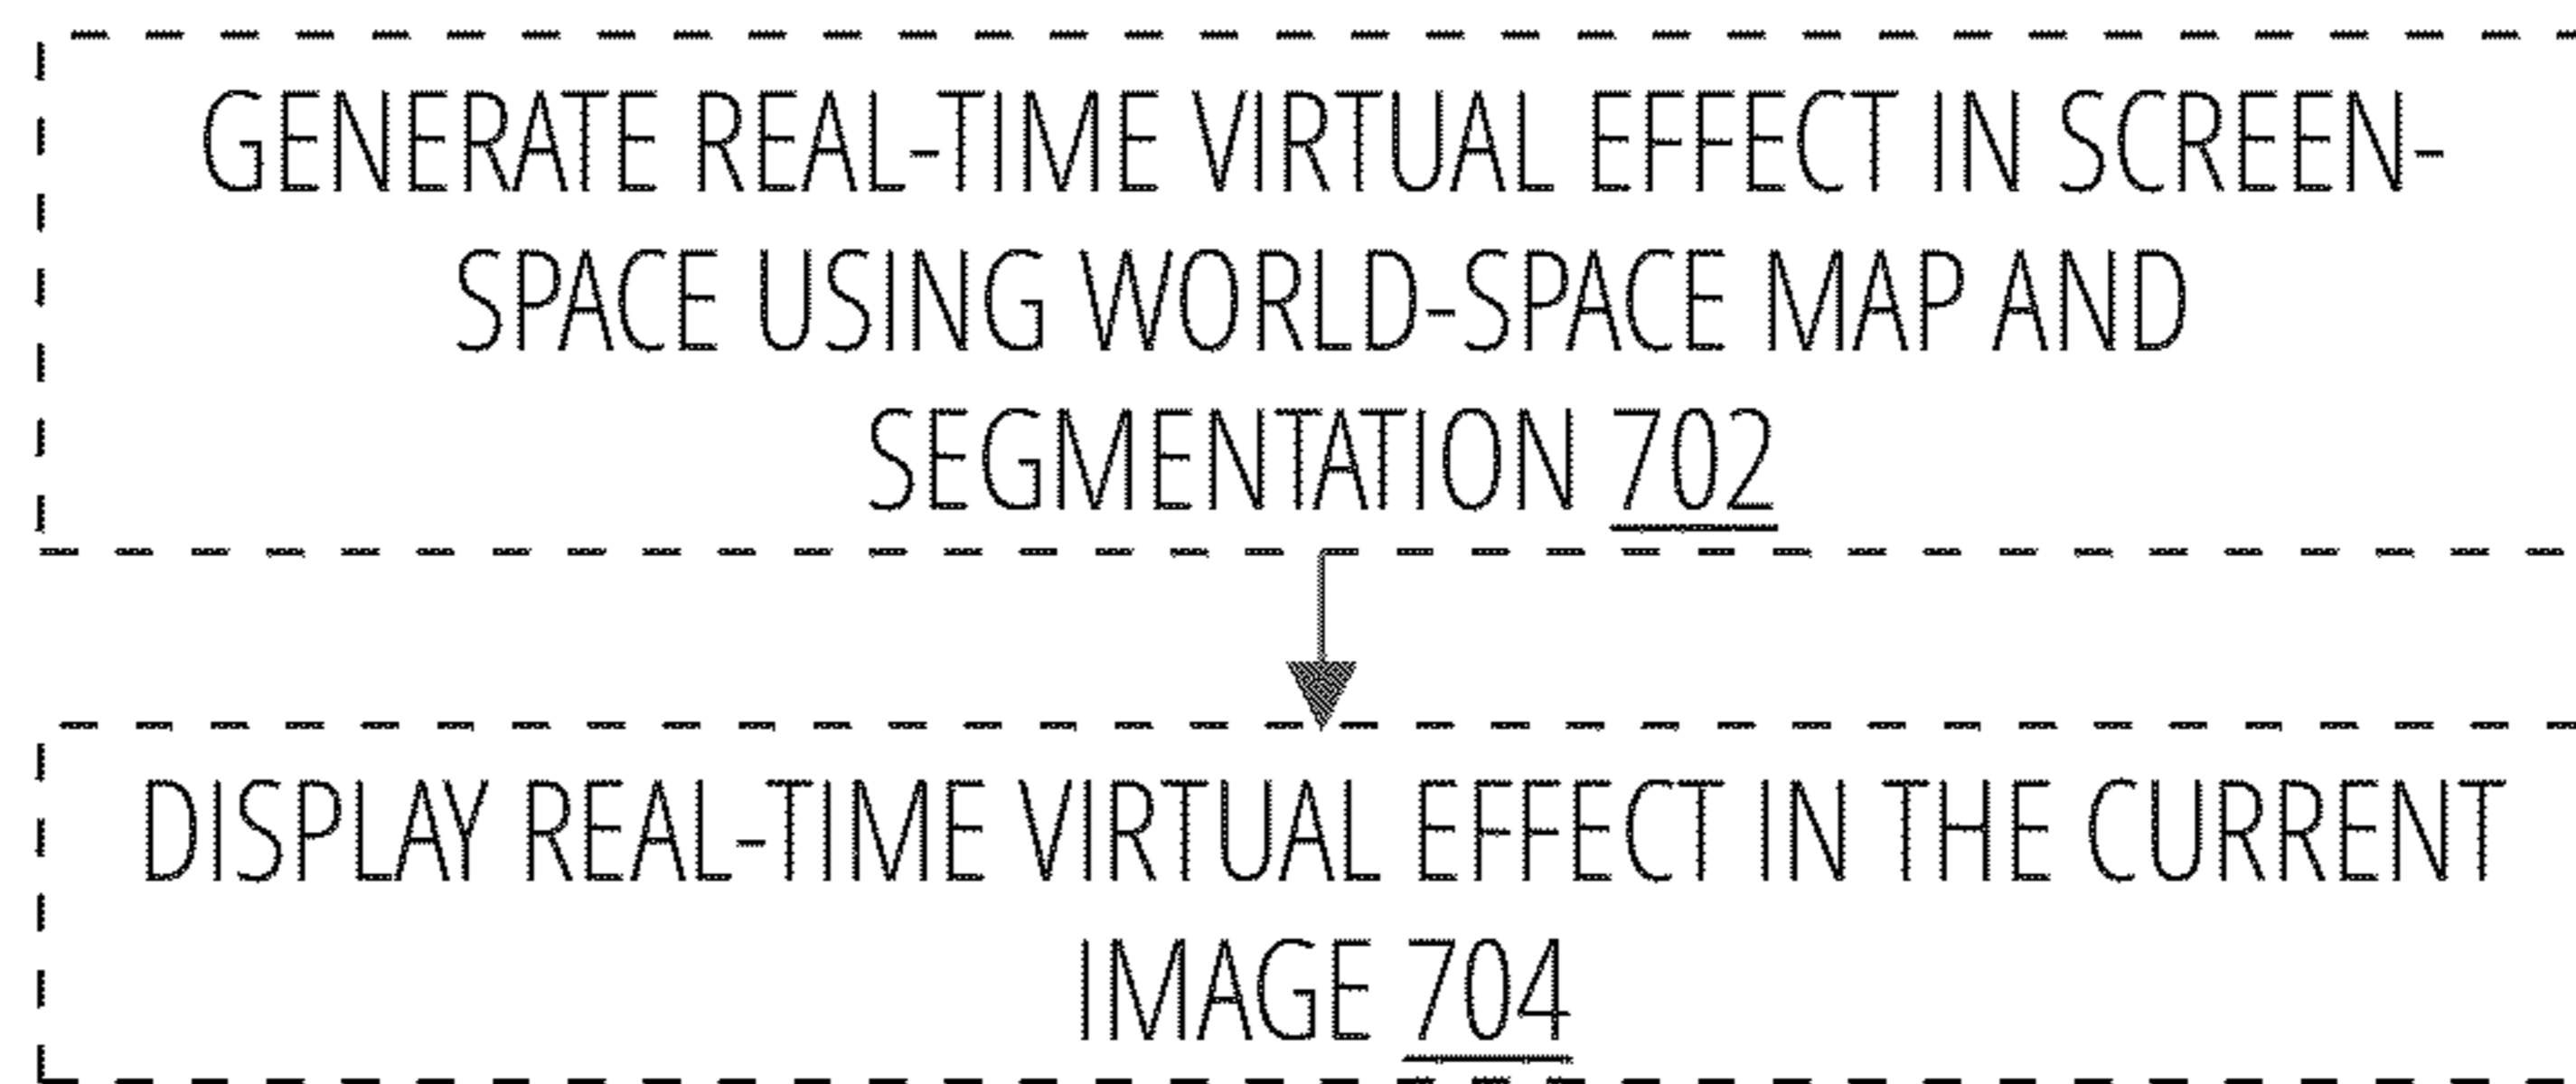 GENERATE REAL-TIME VIRTUAL EFFECT IN SCREEN-
SPACE USING WORLD-SPACE MAP AND
SEGMENTATION 702
DISPLAY REAL-TIME VIRTUAL EFFECT IN THE CURRENT
IMAGE 704